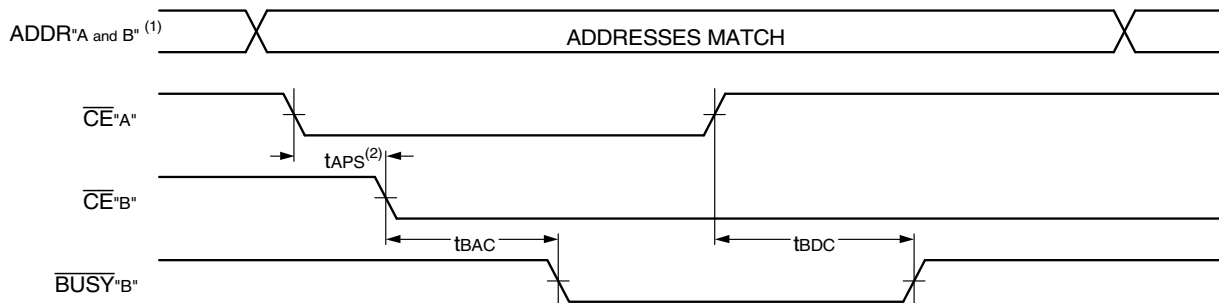 ADDR"A and B" (1)
ADDRESSES MATCH
CE"A"
tAPS(2)
CE"B"
tBAC
tBDC
BUSY"B"